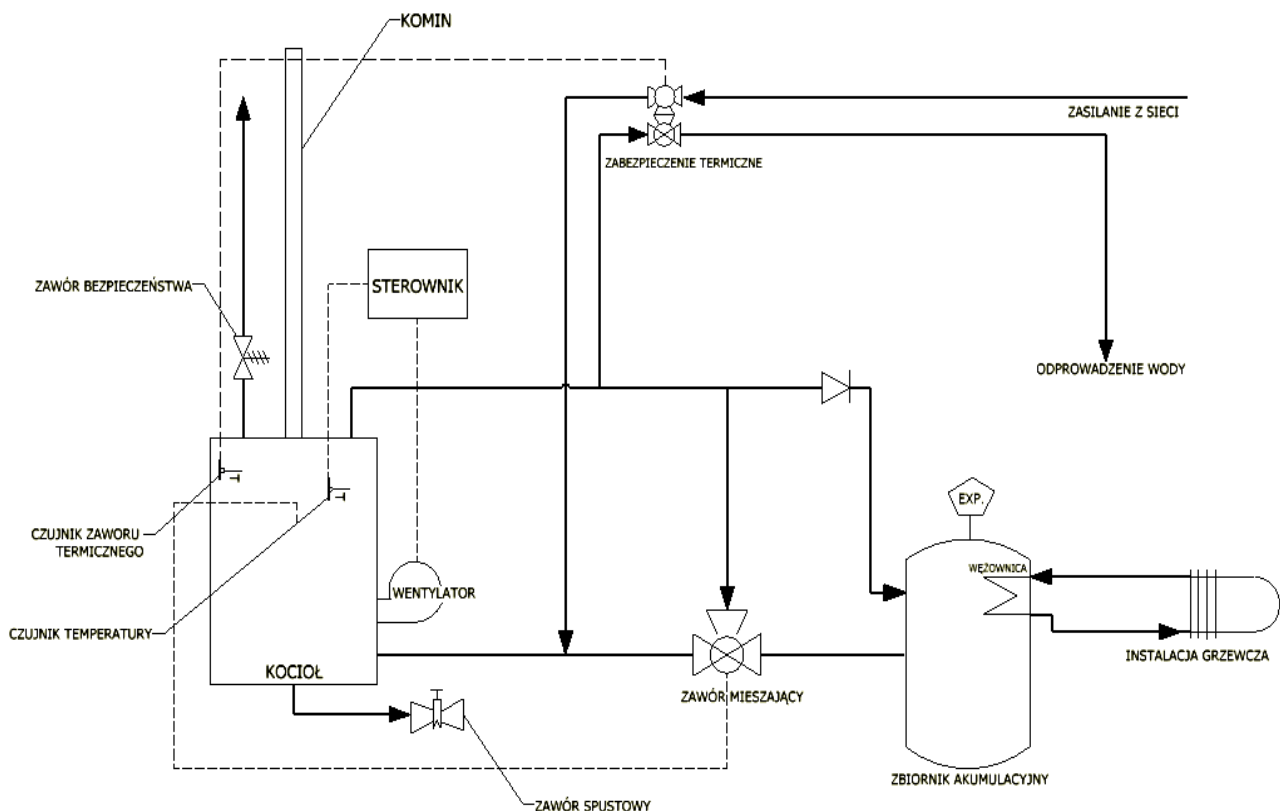 KOMIN
ZASILANIE Z SIECI
ZABEZPIECZENIE TERMICZNE
ZAWÓR BEZPIECZEŃSTWA
STEROWNIK
ODPROWADZENIE WODY
EXP.
CZUJNIK ZAWORU
TERMICZNEGO
WĘŻOWNICA
WENTYLATOR
CZUJNIK TEMPERATURY
INSTALACJA GRZEWCZA
KOCIOŁ
ZAWÓR MIESZAJĄCY
ZBIORNIK AKUMULACYJNY
ZAWÓR SPUSTOWY